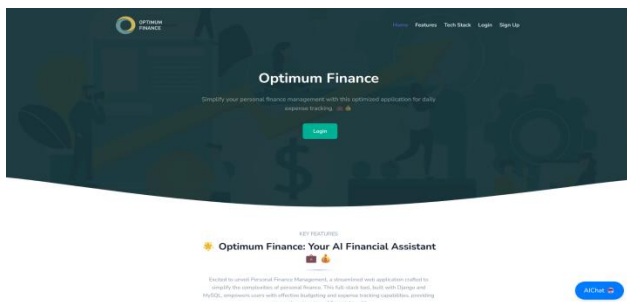 OPTIMUM
FINANCE
Home Features Tech Stack Login Sign Up
Optimum Finance
Simplify your personal finance management with this optimized application for daily
expense tracking. 💼 👍
Login
KEY FEATURES
☀️ Optimum Finance: Your AI Financial Assistant
💼 👍
Excited to unveil Personal Finance Management, a streamlined web application crafted to
simplify the complexities of personal finance. This full-stack tool, built with Django and
MySQL, empowers users with effective budgeting and expense tracking capabilities, providing
AIChat